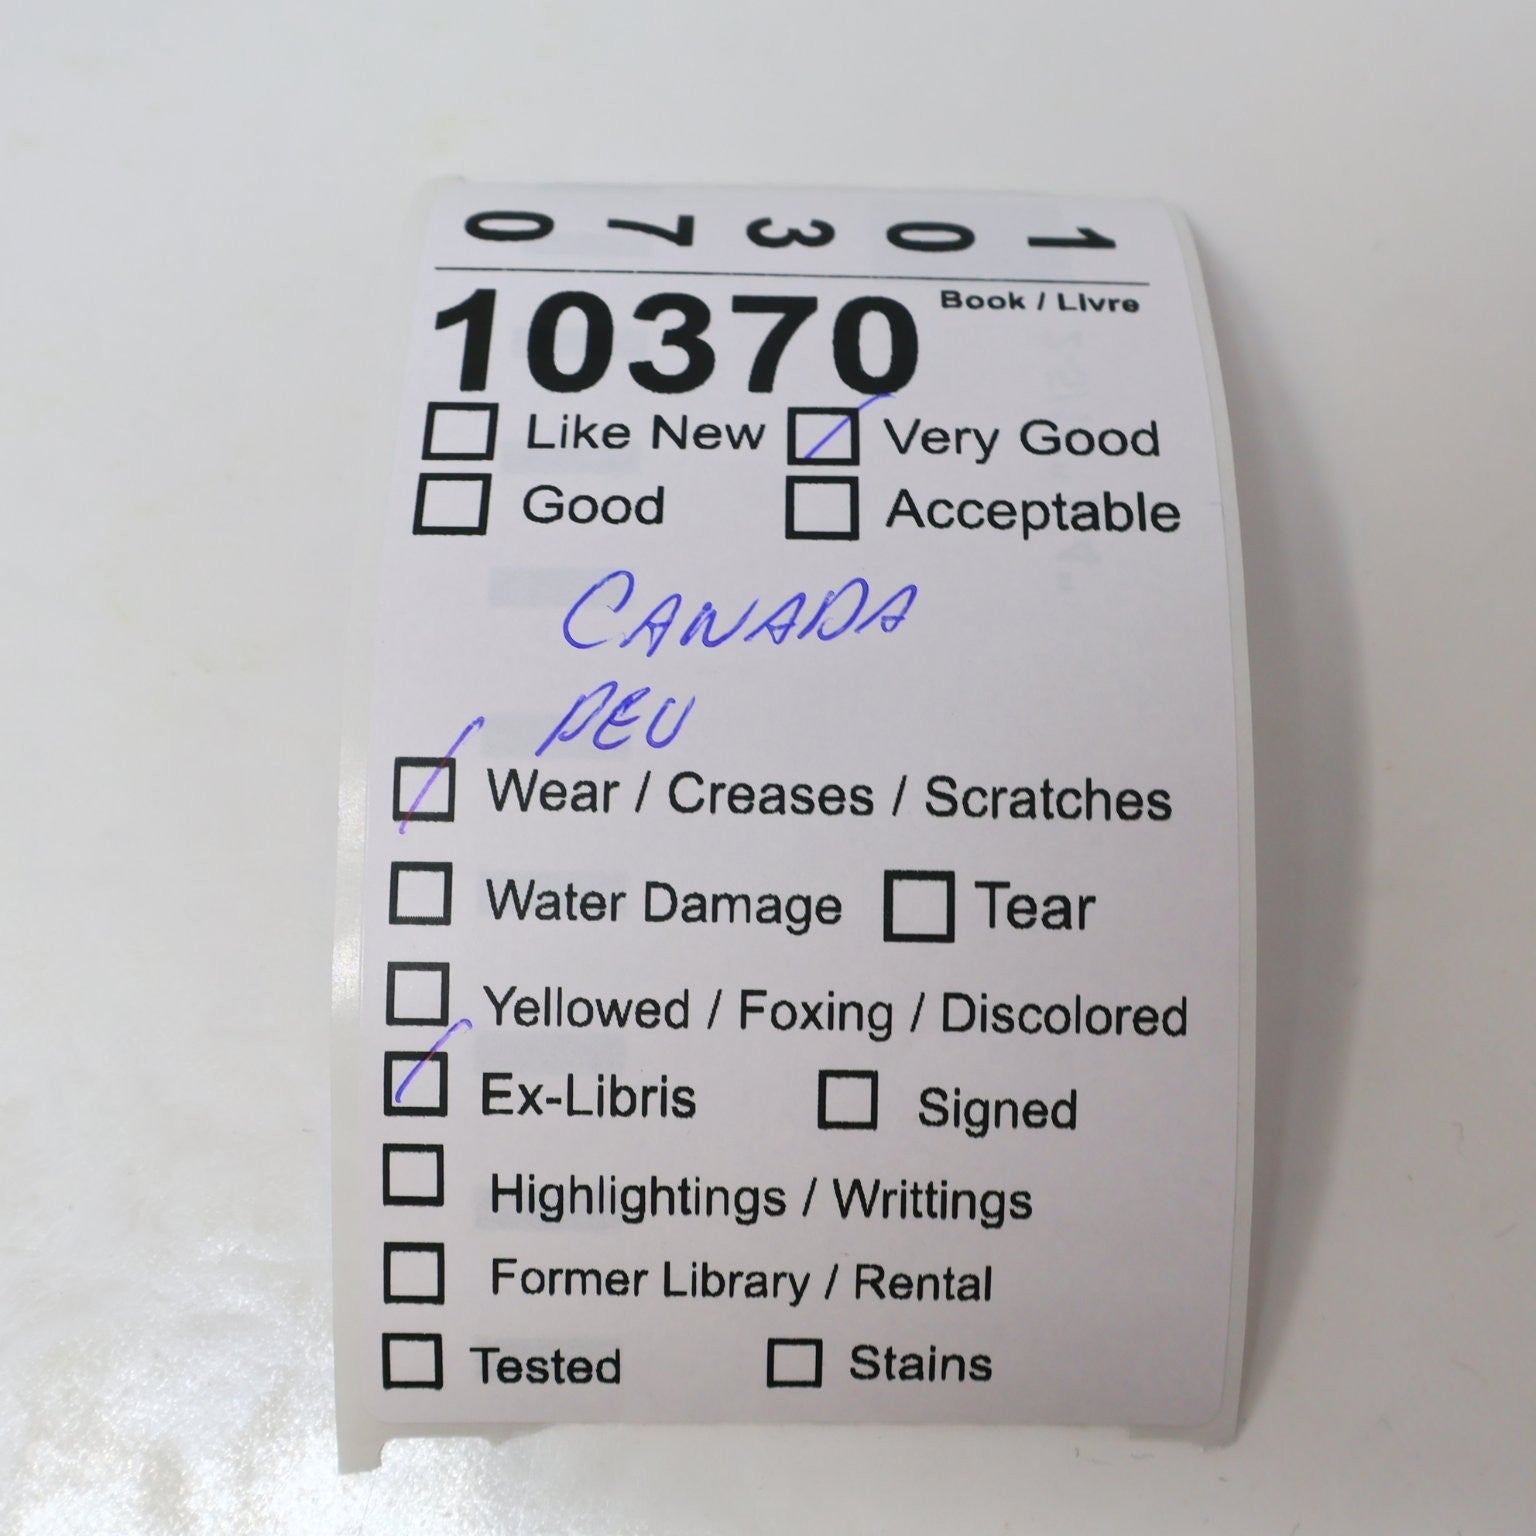 10370
10370 Book / Livre
Like New Very Good
Good Acceptable
CANADA
PEU
Wear / Creases / Scratches
Water Damage Tear
Yellowed / Foxing / Discolored
Ex-Libris Signed
Highlightings / Writtings
Former Library / Rental
Tested Stains